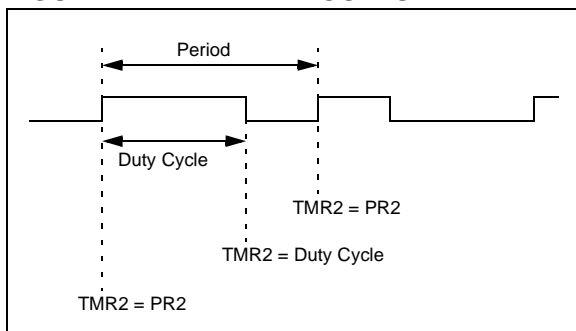 Period
Duty Cycle
TMR2 = PR2
TMR2 = Duty Cycle
TMR2 = PR2